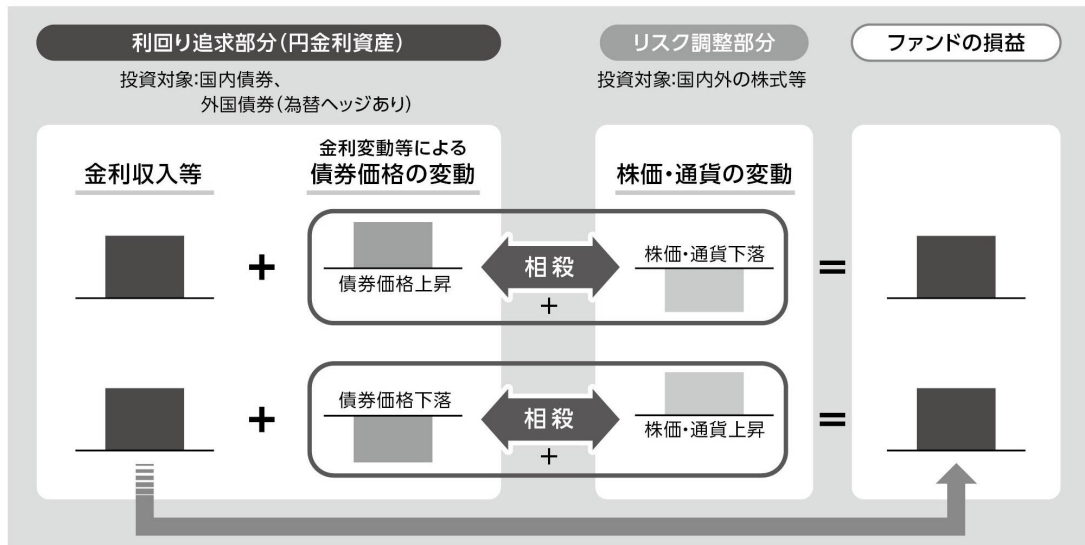 利回り追求部分(円金利資産)
投資対象:国内債券、
外国債券(為替ヘッジあり)
リスク調整部分
投資対象:国内外の株式等
ファンドの損益
金利収入等
金利変動等による
債券価格の変動
株価・通貨の変動
+
債券価格上昇
相殺
+
株価・通貨下落
=
+
債券価格下落
相殺
+
株価・通貨上昇
=